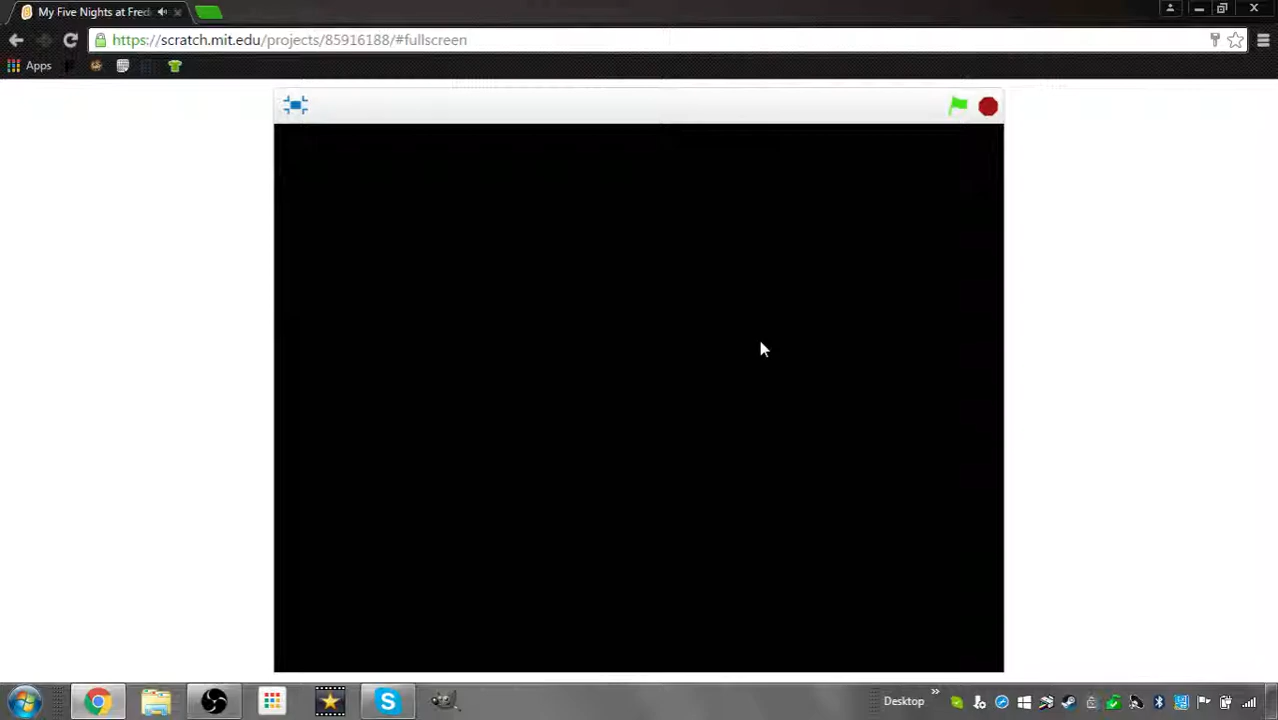 My Five Nights at Fred
https://scratch.mit.edu/projects/85916188/#fullscreen
Apps
Desktop